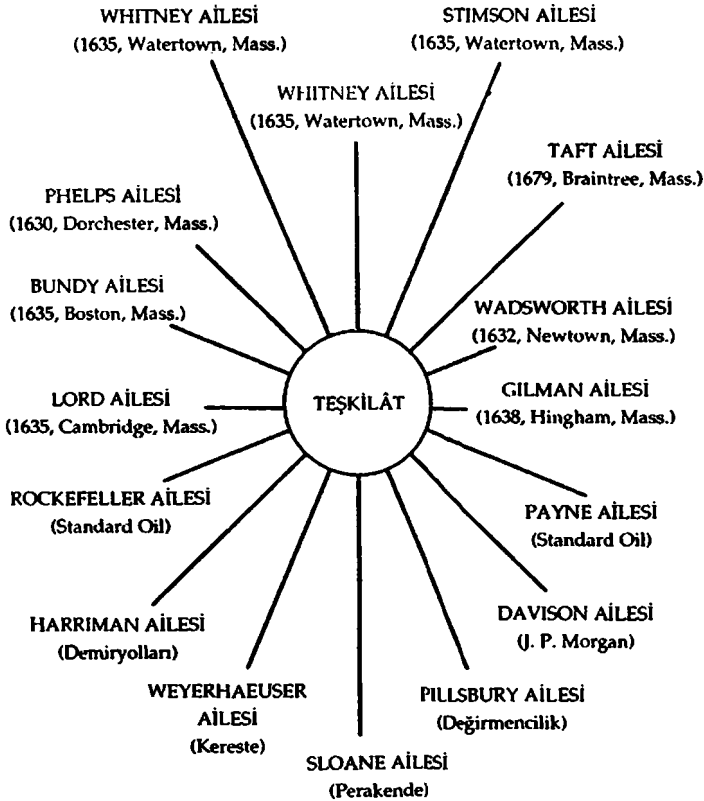 WHITNEY AİLESİ
(1635, Watertown, Mass.)
STIMSON AİLESİ
(1635, Watertown, Mass.)
WHITNEY AİLESİ
(1635, Watertown, Mass.)
TAFT AİLESİ
(1679, Braintree, Mass.)
PHELPS AİLESİ
(1630, Dorchester, Mass.)
BUNDY AİLESİ
(1635, Boston, Mass.)
WADSWORTH AİLESİ
(1632, Newtown, Mass.)
LORD AİLESİ
(1635, Cambridge, Mass.)
TEŞKİLÂT
GILMAN AİLESİ
(1638, Hingham, Mass.)
ROCKEFELLER AİLESİ
(Standard Oil)
PAYNE AİLESİ
(Standard Oil)
HARRIMAN AİLESİ
(Demiryolları)
DAVISON AİLESİ
(J. P. Morgan)
WEYERHAEUSER
AİLESİ
(Kereste)
PILLSBURY AİLESİ
(Değirmencilik)
SLOANE AİLESİ
(Perakende)